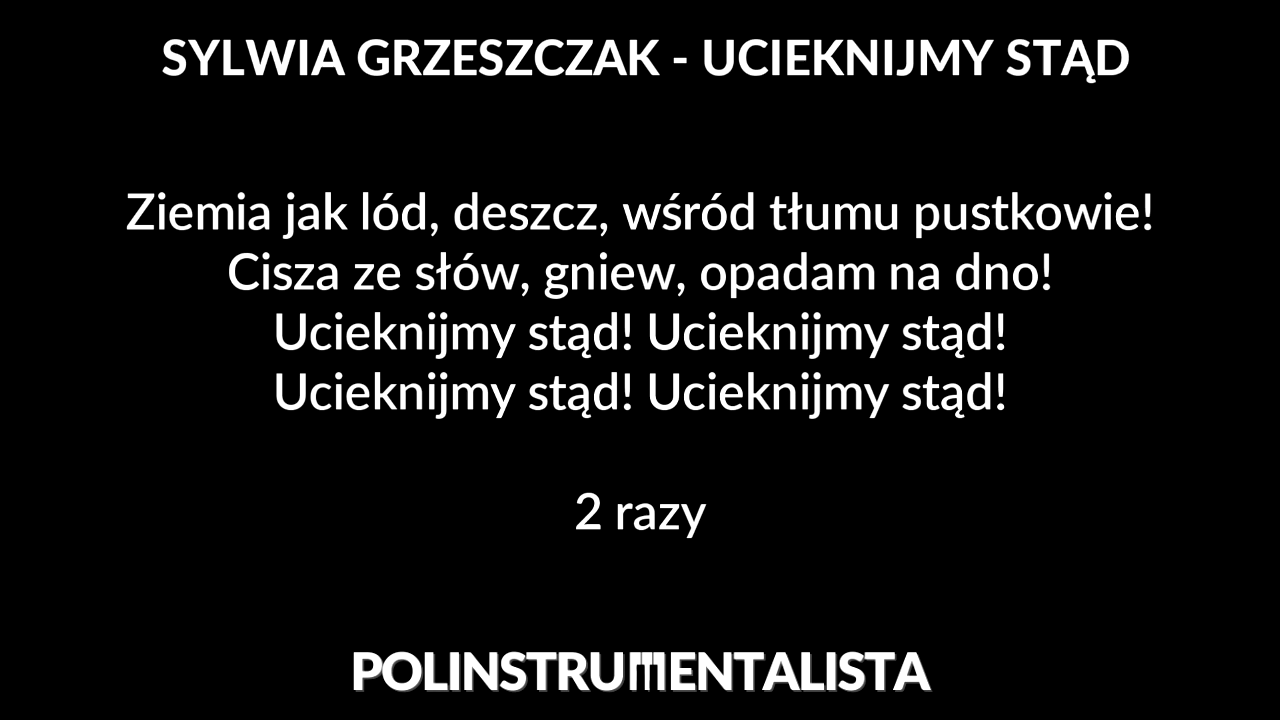 SYLWIA GRZESZCZAK - UCIEKNIJMY STĄD
Ziemia jak lód, deszcz, wśród tłumu pustkowie!
Cisza ze słów, gniew, opadam na dno!
Ucieknijmy stąd! Ucieknijmy stąd!
Ucieknijmy stąd! Ucieknijmy stąd!
2 razy
POLINSTRUMENTALISTA